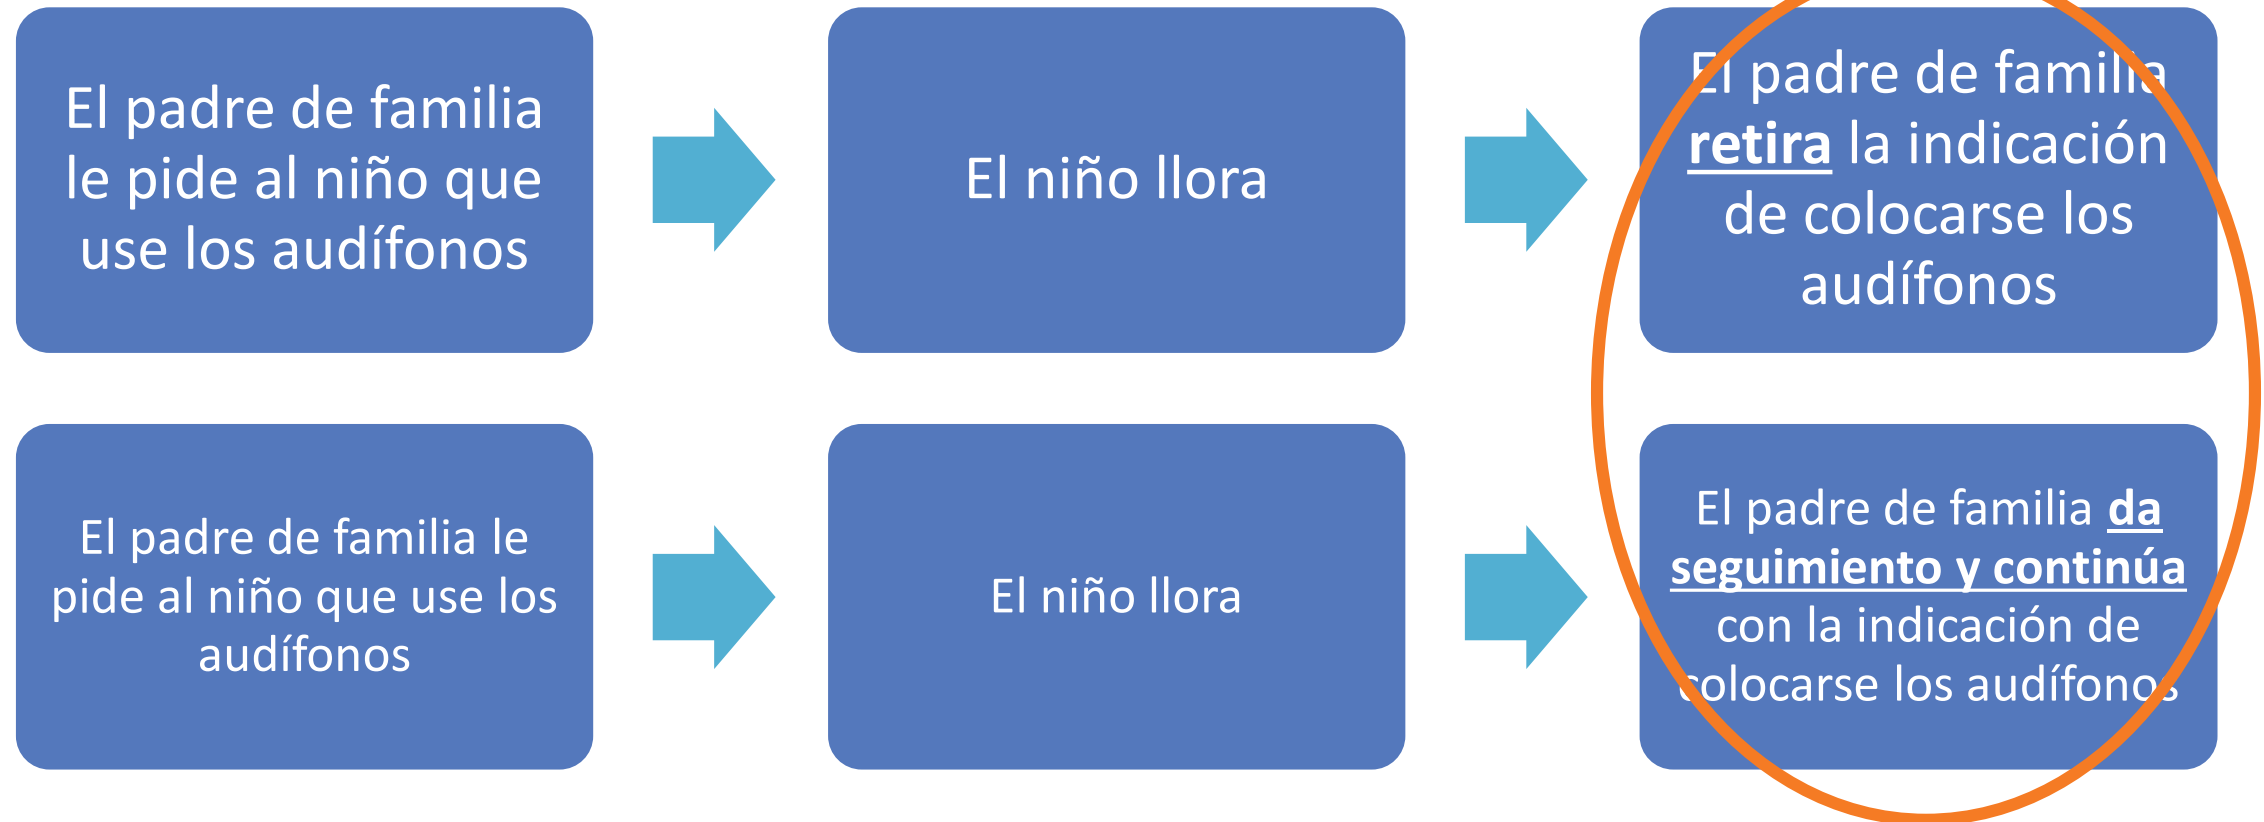 El padre de familia
le pide al niño que
use los audífonos
El niño llora
El padre de familia
retira la indicación
de colocarse los
audífonos
El padre de familia le
pide al niño que use los
audífonos
El niño llora
El padre de familia da
seguimiento y continúa
con la indicación de
colocarse los audífonos